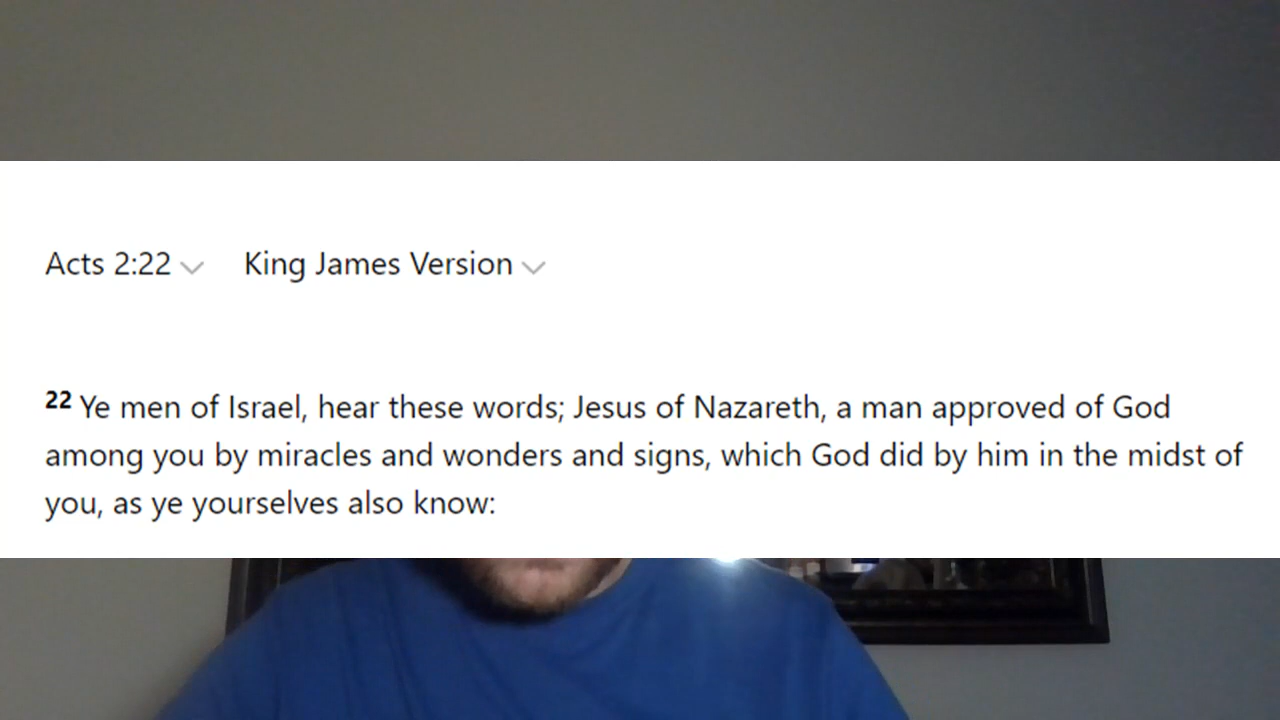 Acts 2:22 King James Version
22 Ye men of Israel, hear these words; Jesus of Nazareth, a man approved of God
among you by miracles and wonders and signs, which God did by him in the midst of
you, as ye yourselves also know: